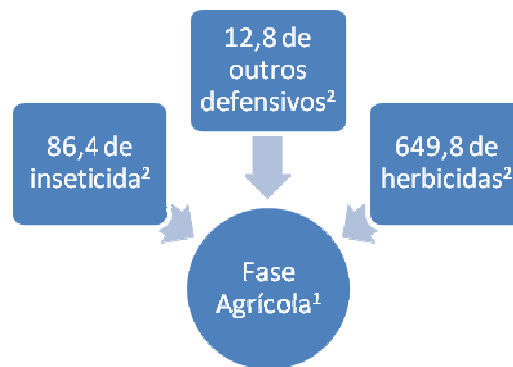 12,8 de
outros
defensivos²
86,4 de
inseticida²
649,8 de
herbicidas²
Fase
Agrícola¹